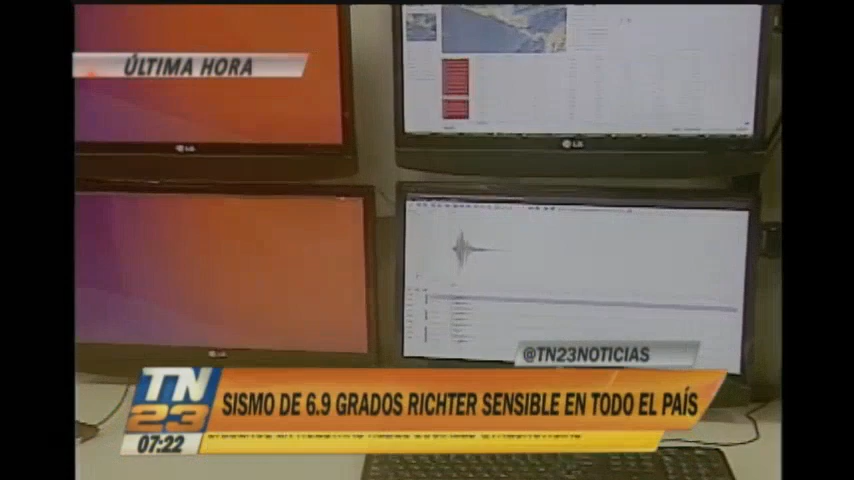 ÚLTIMA HORA
LG
LG
LG
@TN23NOTICIAS
TN
23
07:22
SISMO DE 6.9 GRADOS RICHTER SENSIBLE EN TODO EL PAÍS